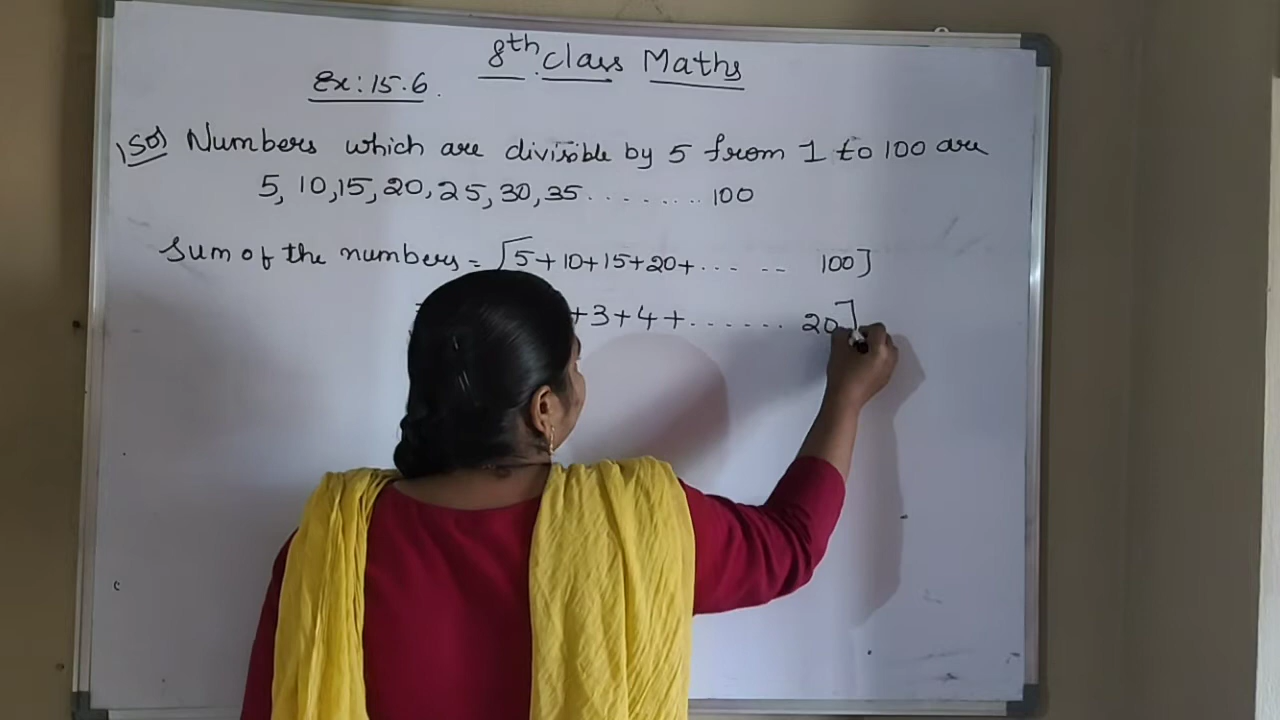 8th class Maths
Ex: 15.6.
1 Sol Numbers which are divisible by 5 from 1 to 100 are
5, 10, 15, 20, 25, 30, 35........100
Sum of the numbers = [5+10+15+20+..... 100]
+3+4+...... 20]